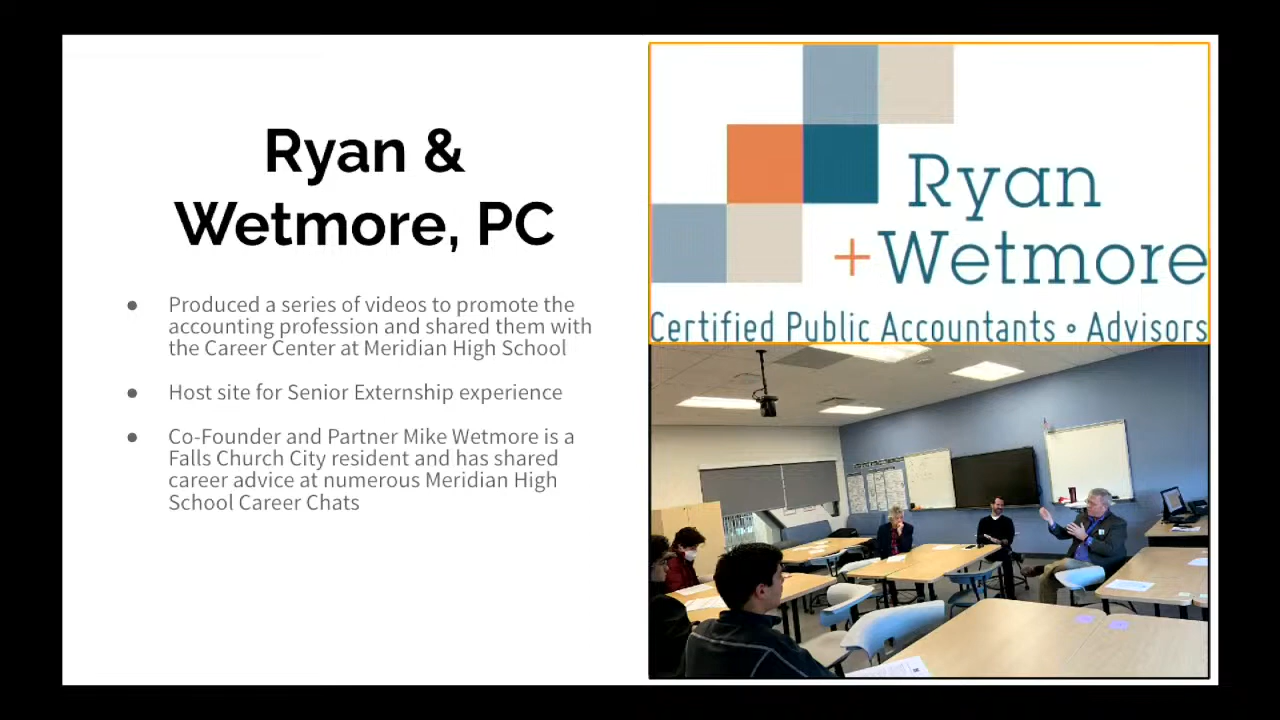 Ryan &
Wetmore, PC
● Produced a series of videos to promote the
accounting profession and shared them with
the Career Center at Meridian High School
● Host site for Senior Externship experience
● Co-Founder and Partner Mike Wetmore is a
Falls Church City resident and has shared
career advice at numerous Meridian High
School Career Chats
Ryan
+Wetmore
Certified Public Accountants • Advisors